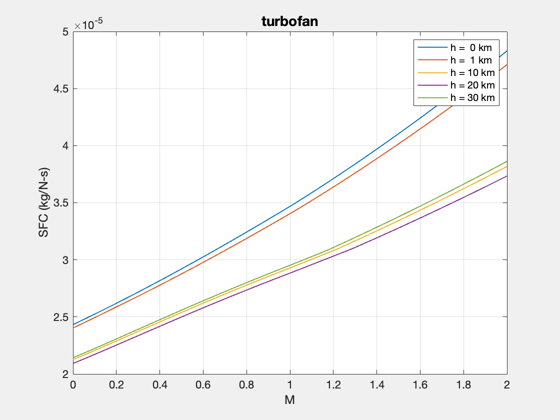 turbofan
×10⁻⁵
5
4.5
4
3.5
3
2.5
2
SFC (kg/N-s)
0 0.2 0.4 0.6 0.8 1 1.2 1.4 1.6 1.8 2
M
h = 0 km
h = 1 km
h = 10 km
h = 20 km
h = 30 km